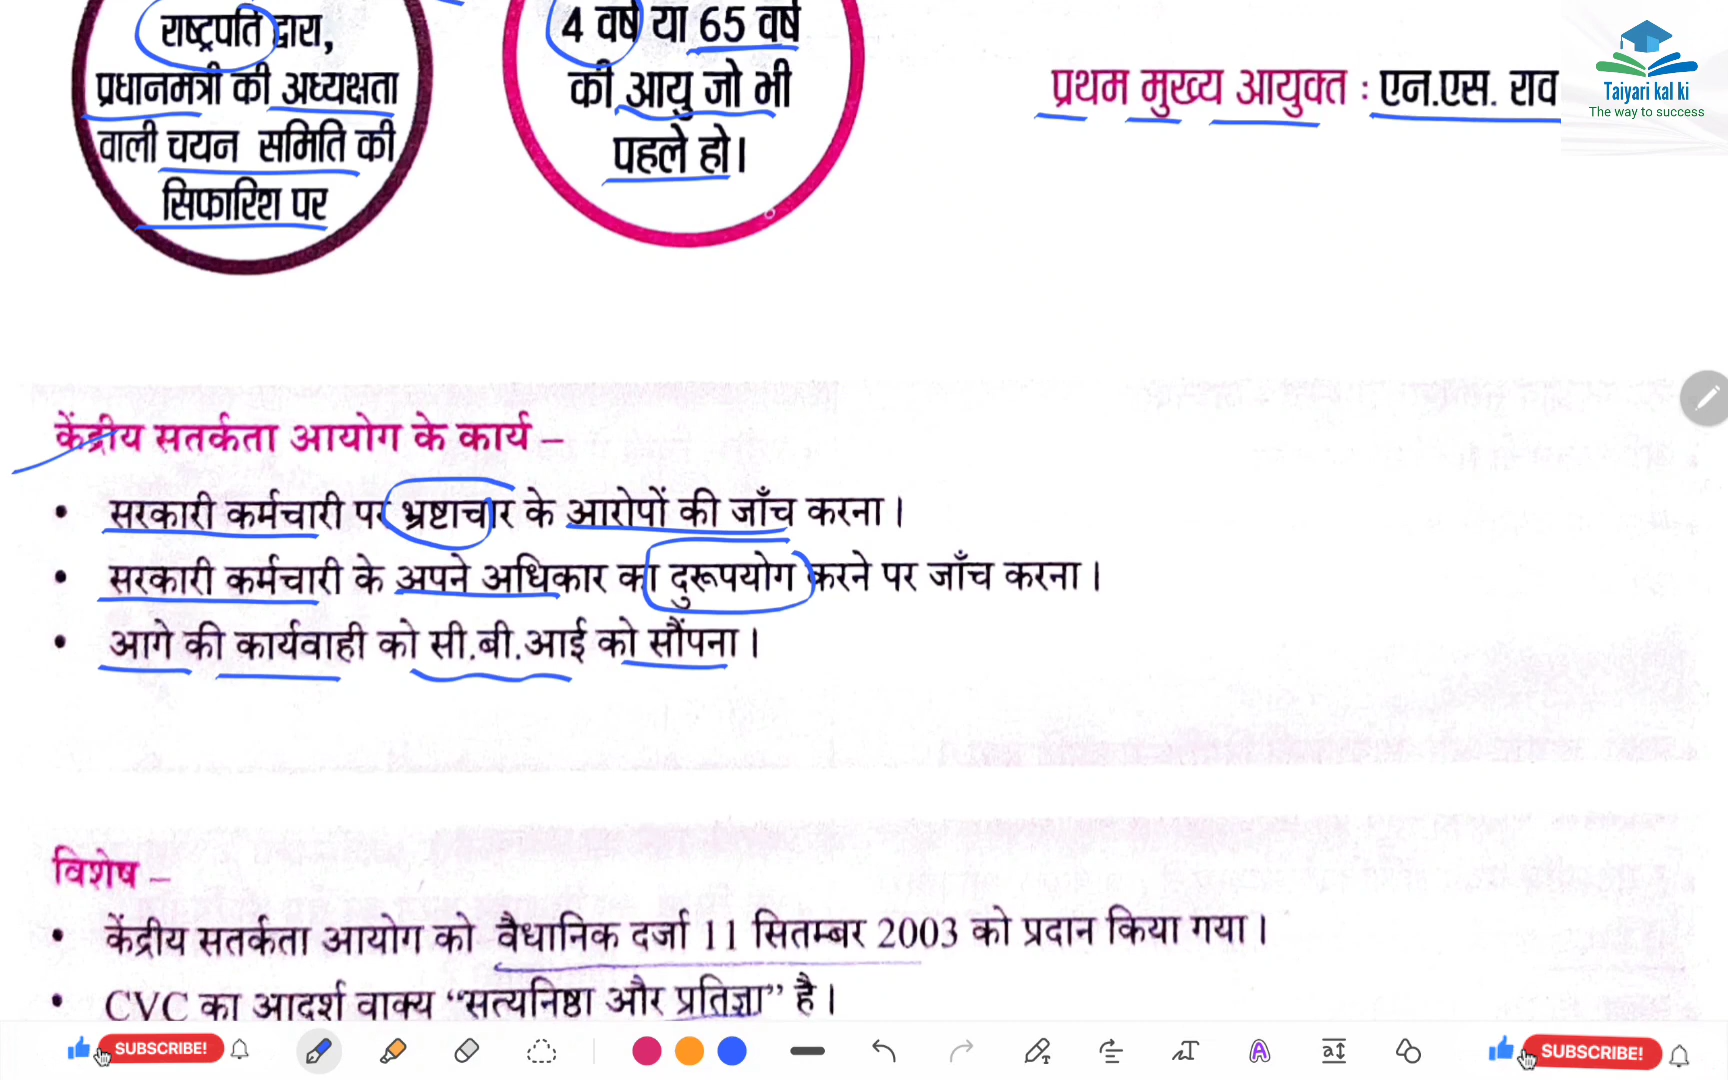 राष्ट्रपति द्वारा,
प्रधानमत्री की अध्यक्षता
वाली चयन समिति की
सिफारिश पर
4 वर्ष या 65 वर्ष
की आयु जो भी
पहले हो।
प्रथम मुख्य आयुक्त : एन.एस. राव
Taiyari kal ki
The way to success
केंद्रीय सतर्कता आयोग के कार्य –
• सरकारी कर्मचारी पर भ्रष्टाचार के आरोपों की जाँच करना।
• सरकारी कर्मचारी के अपने अधिकार का दुरूपयोग करने पर जाँच करना।
• आगे की कार्यवाही को सी.बी.आई को सौंपना।
विशेष –
• केंद्रीय सतर्कता आयोग को वैधानिक दर्जा 11 सितम्बर 2003 को प्रदान किया गया।
• CVC का आदर्श वाक्य “सत्यनिष्ठा और प्रतिज्ञा” है।
SUBSCRIBE!
SUBSCRIBE!